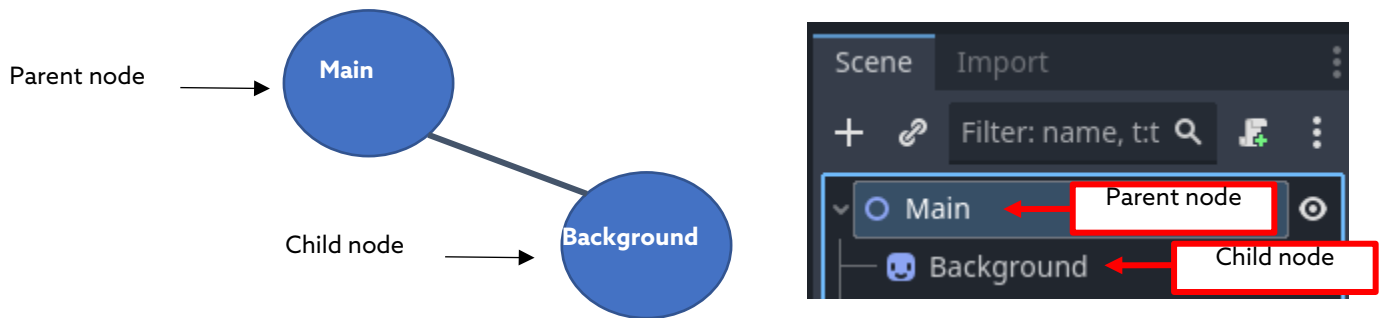 Parent node
Main
Child node
Background
Scene Import
Filter: name, t:t
Main
Parent node
Background
Child node